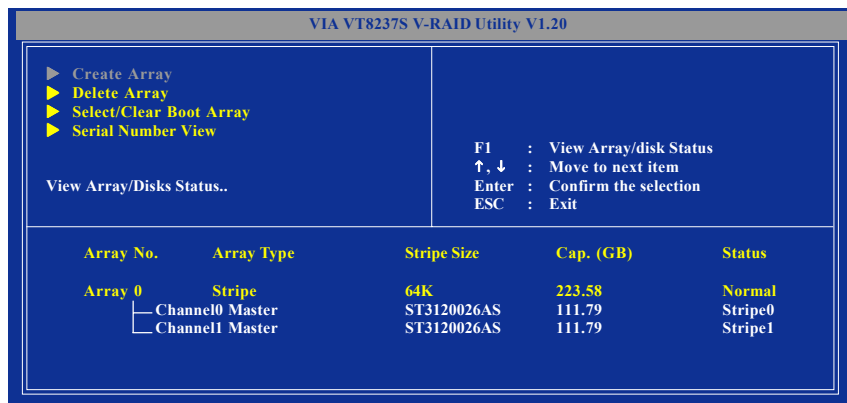 VIA VT8237S V-RAID Utility V1.20
Create Array
Delete Array
Select/Clear Boot Array
Serial Number View
View Array/Disks Status..
F1 : View Array/disk Status
↑, ↓ : Move to next item
Enter : Confirm the selection
ESC : Exit
Array No. Array Type Stripe Size Cap. (GB) Status
Array 0 Stripe 64K 223.58 Normal
Channel0 Master ST3120026AS 111.79 Stripe0
Channel1 Master ST3120026AS 111.79 Stripe1